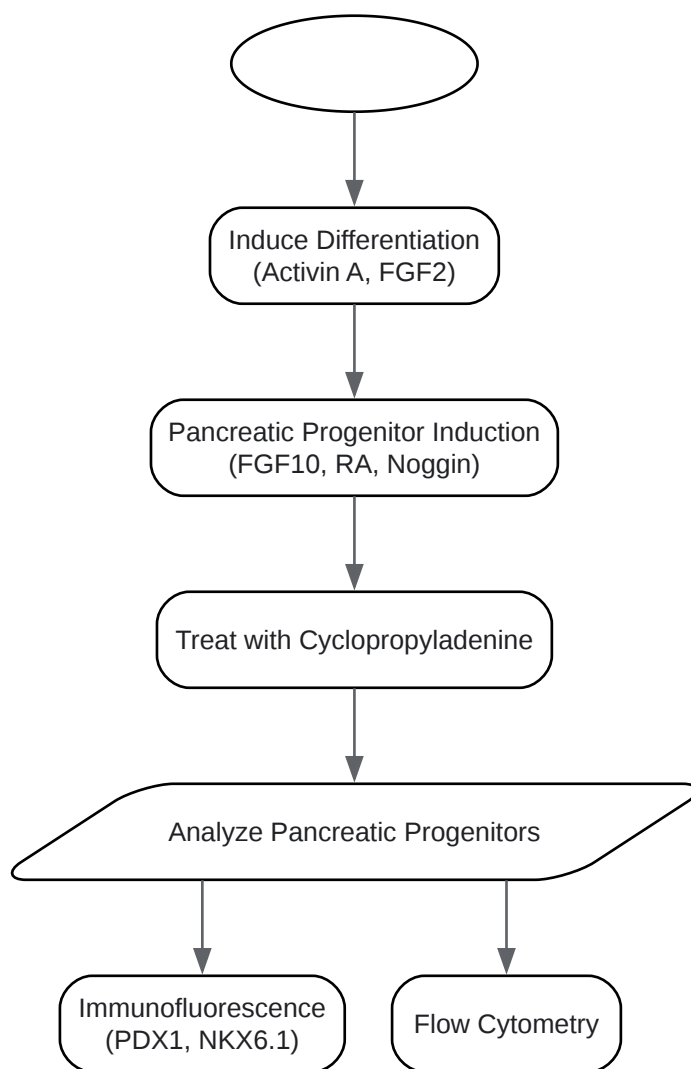 Induce Differentiation
(Activin A, FGF2)
Pancreatic Progenitor Induction
(FGF10, RA, Noggin)
Treat with Cyclopropyladenine
Analyze Pancreatic Progenitors
Immunofluorescence
(PDX1, NKX6.1)
Flow Cytometry